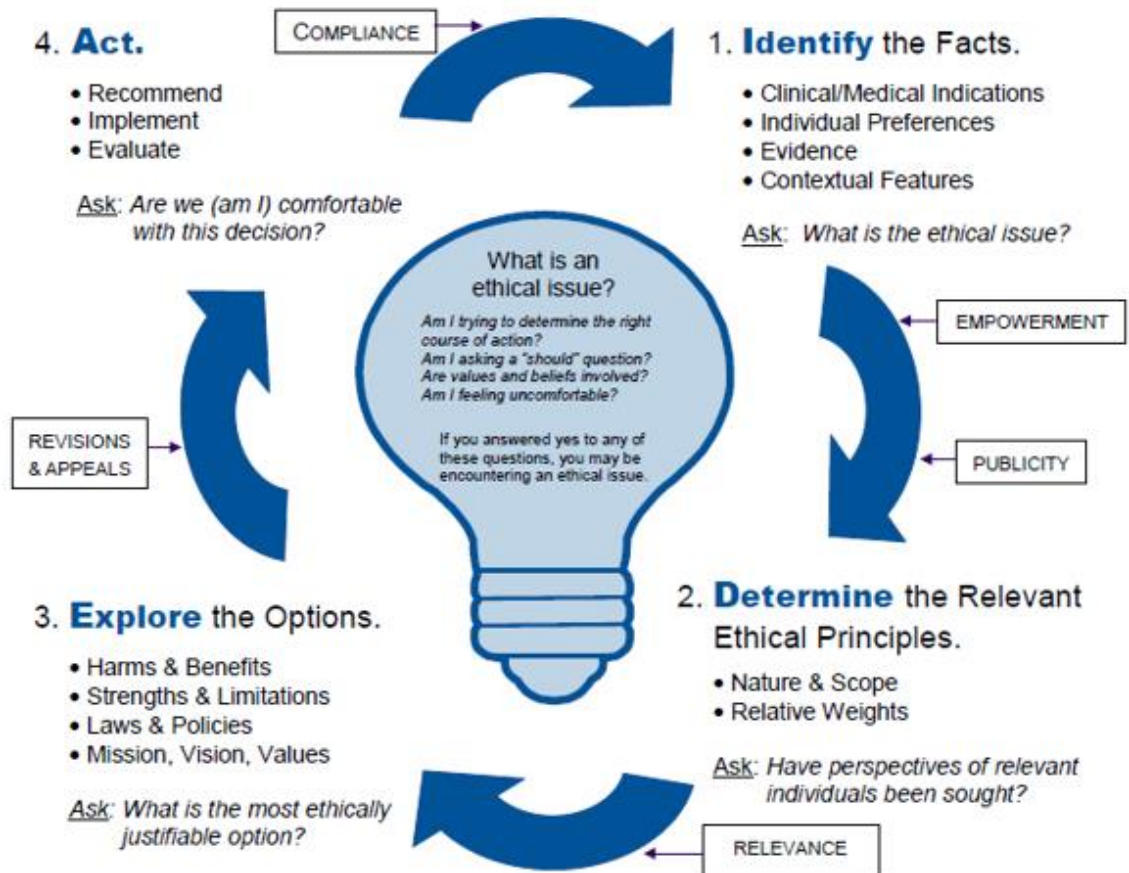 COMPLIANCE
4. Act.
• Recommend
• Implement
• Evaluate
Ask: Are we (am I) comfortable
with this decision?
1. Identify the Facts.
• Clinical/Medical Indications
• Individual Preferences
• Evidence
• Contextual Features
Ask: What is the ethical issue?
What is an
ethical issue?
Am I trying to determine the right
course of action?
Am I asking a "should" question?
Are values and beliefs involved?
Am I feeling uncomfortable?
If you answered yes to any of
these questions, you may be
encountering an ethical issue.
EMPOWERMENT
PUBLICITY
REVISIONS
& APPEALS
2. Determine the Relevant
Ethical Principles.
• Nature & Scope
• Relative Weights
Ask: Have perspectives of relevant
individuals been sought?
3. Explore the Options.
• Harms & Benefits
• Strengths & Limitations
• Laws & Policies
• Mission, Vision, Values
Ask: What is the most ethically
justifiable option?
RELEVANCE